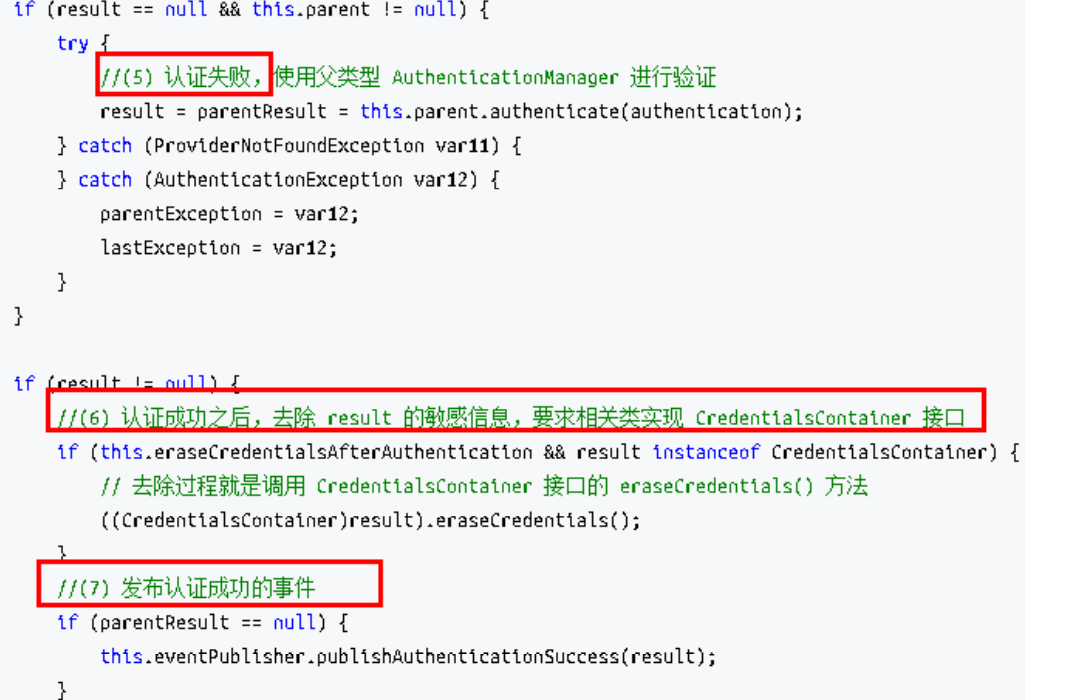 if (result == null && this.parent != null) {
try {
//(5) 认证失败，使用父类型 AuthenticationManager 进行验证
result = parentResult = this.parent.authenticate(authentication);
} catch (ProviderNotFoundException var11) {
} catch (AuthenticationException var12) {
parentException = var12;
lastException = var12;
}
}
if (result != null) {
//(6) 认证成功之后，去除 result 的敏感信息，要求相关类实现 CredentialsContainer 接口
if (this.eraseCredentialsAfterAuthentication && result instanceof CredentialsContainer) {
// 去除过程就是调用 CredentialsContainer 接口的 eraseCredentials() 方法
((CredentialsContainer)result).eraseCredentials();
}
//(7) 发布认证成功的事件
if (parentResult == null) {
this.eventPublisher.publishAuthenticationSuccess(result);
}